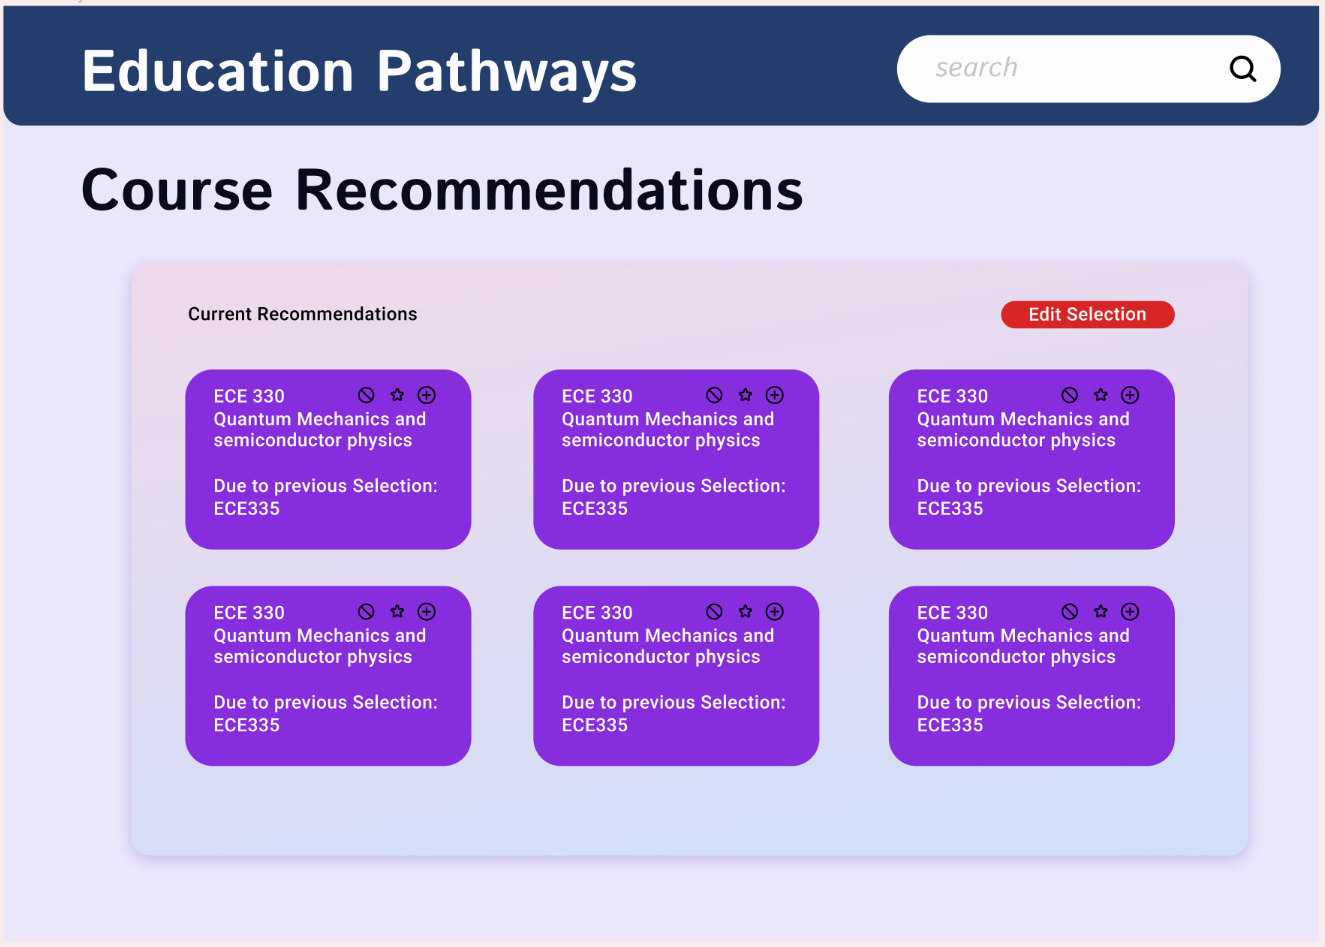 Education Pathways
search
Course Recommendations
Current Recommendations
Edit Selection
ECE 330
Quantum Mechanics and
semiconductor physics
Due to previous Selection:
ECE335
ECE 330
Quantum Mechanics and
semiconductor physics
Due to previous Selection:
ECE335
ECE 330
Quantum Mechanics and
semiconductor physics
Due to previous Selection:
ECE335
ECE 330
Quantum Mechanics and
semiconductor physics
Due to previous Selection:
ECE335
ECE 330
Quantum Mechanics and
semiconductor physics
Due to previous Selection:
ECE335
ECE 330
Quantum Mechanics and
semiconductor physics
Due to previous Selection:
ECE335